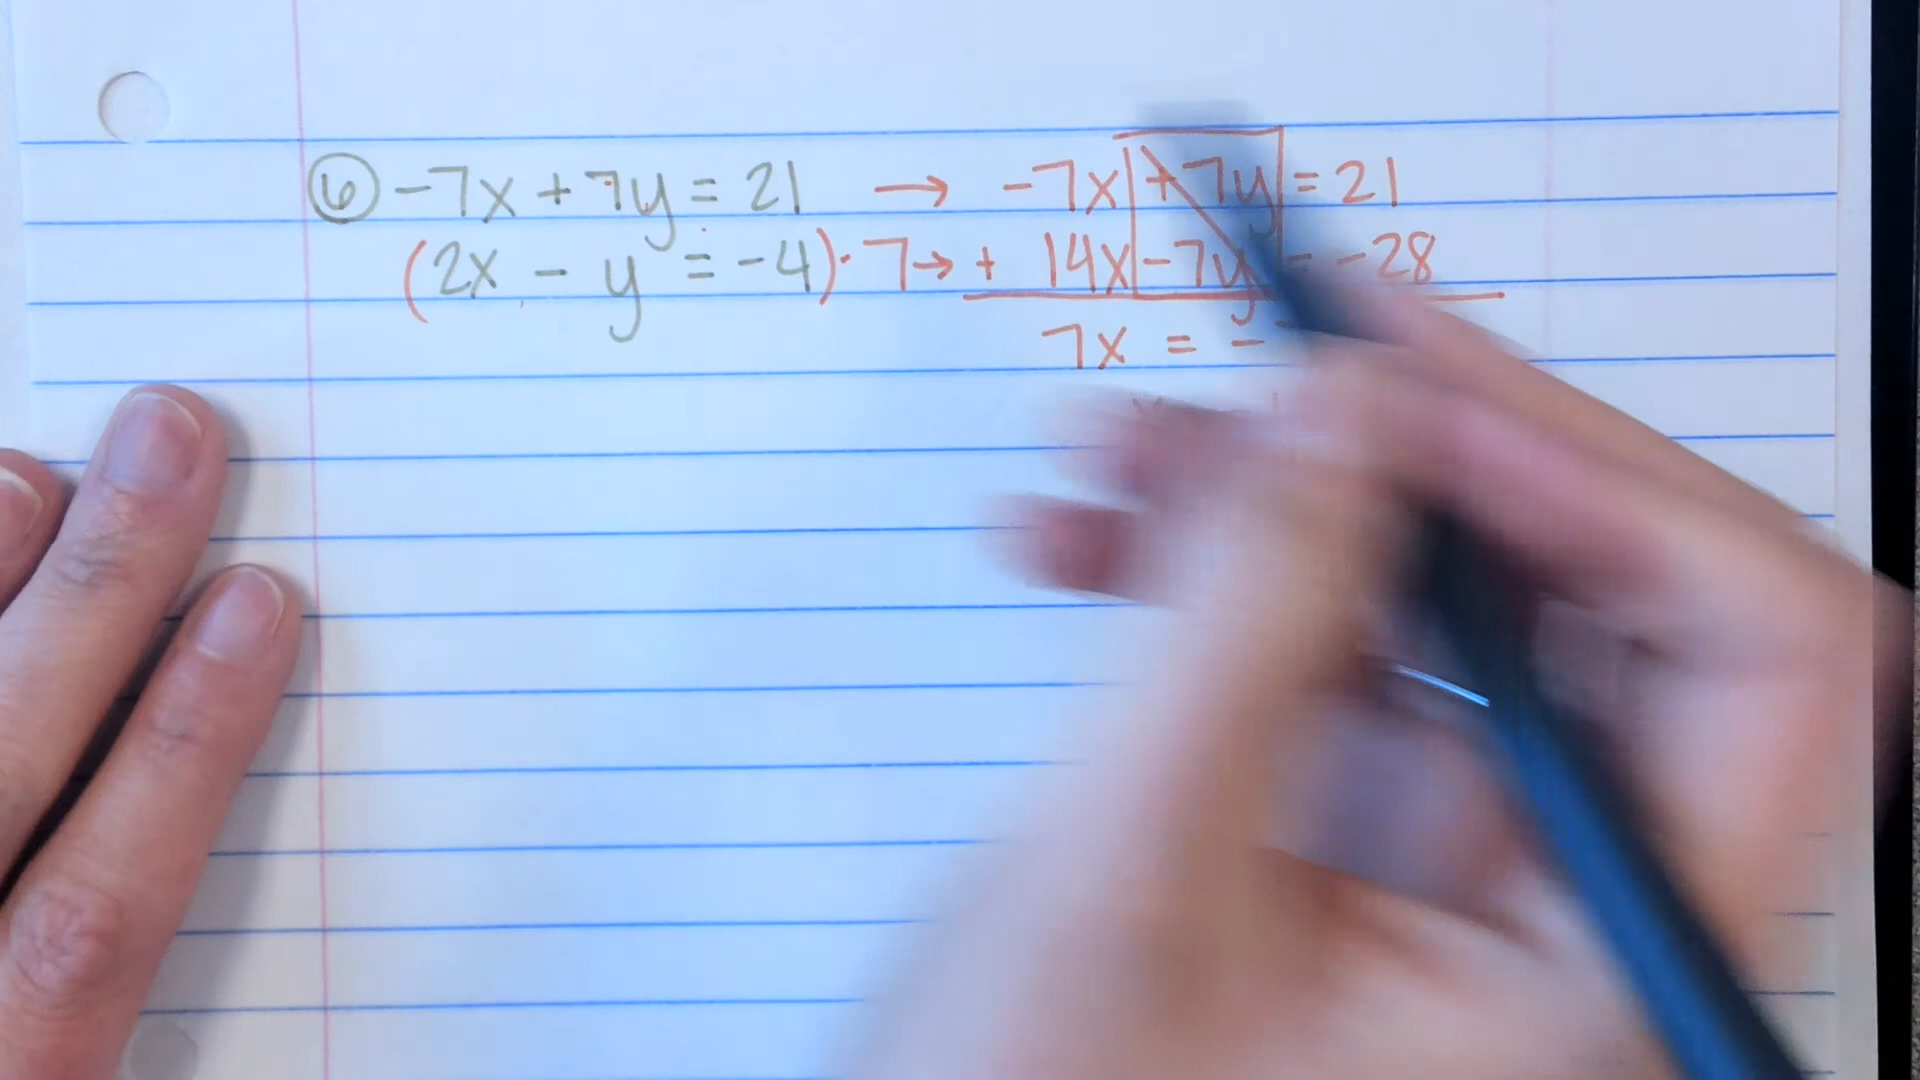 ⑥ -7x + 7y = 21 → -7x + 7y = 21
(2x - y = -4) · 7 → + 14x - 7y = -28
7x = -